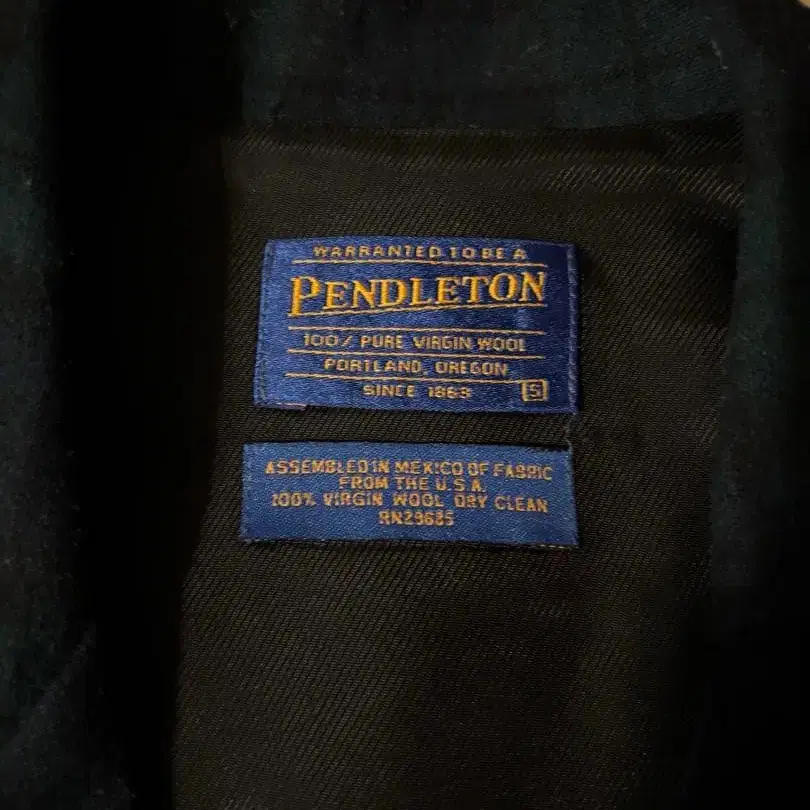 WARRANTED TO BE A
PENDLETON
100% PURE VIRGIN WOOL
PORTLAND, OREGON
SINCE 1863 S
ASSEMBLED IN MEXICO OF FABRIC
FROM THE U.S.A.
100% VIRGIN WOOL DRY CLEAN
RN29685